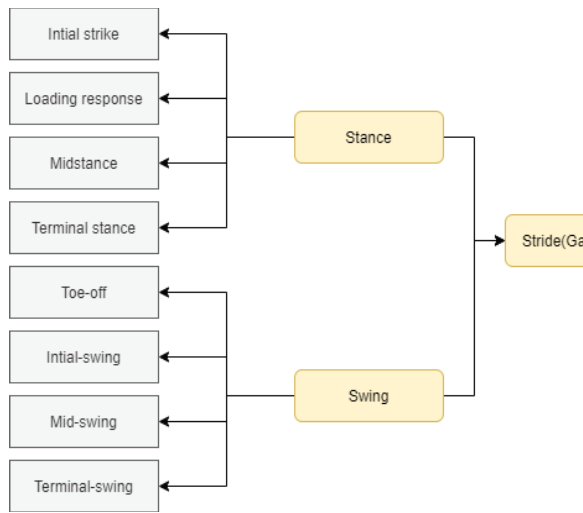 Intial strike
Loading response
Midstance
Terminal stance
Toe-off
Intial-swing
Mid-swing
Terminal-swing
Stance
Swing
Stride(Ga